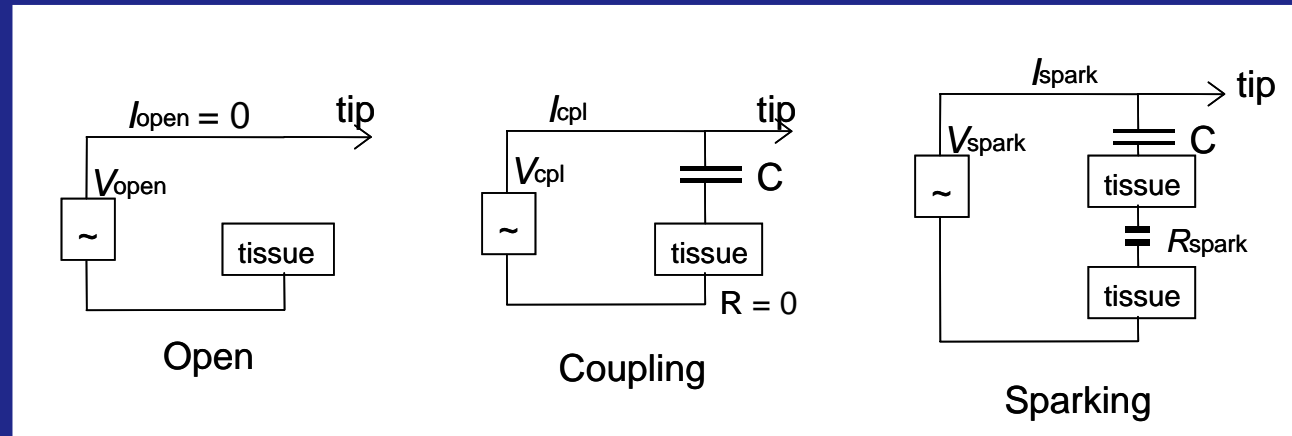 Iopen = 0
tip
Vopen
~
tissue
Open
Icpl
tip
Vcpl
C
~
tissue
R = 0
Coupling
Ispark
tip
Vspark
C
~
tissue
Rspark
tissue
Sparking